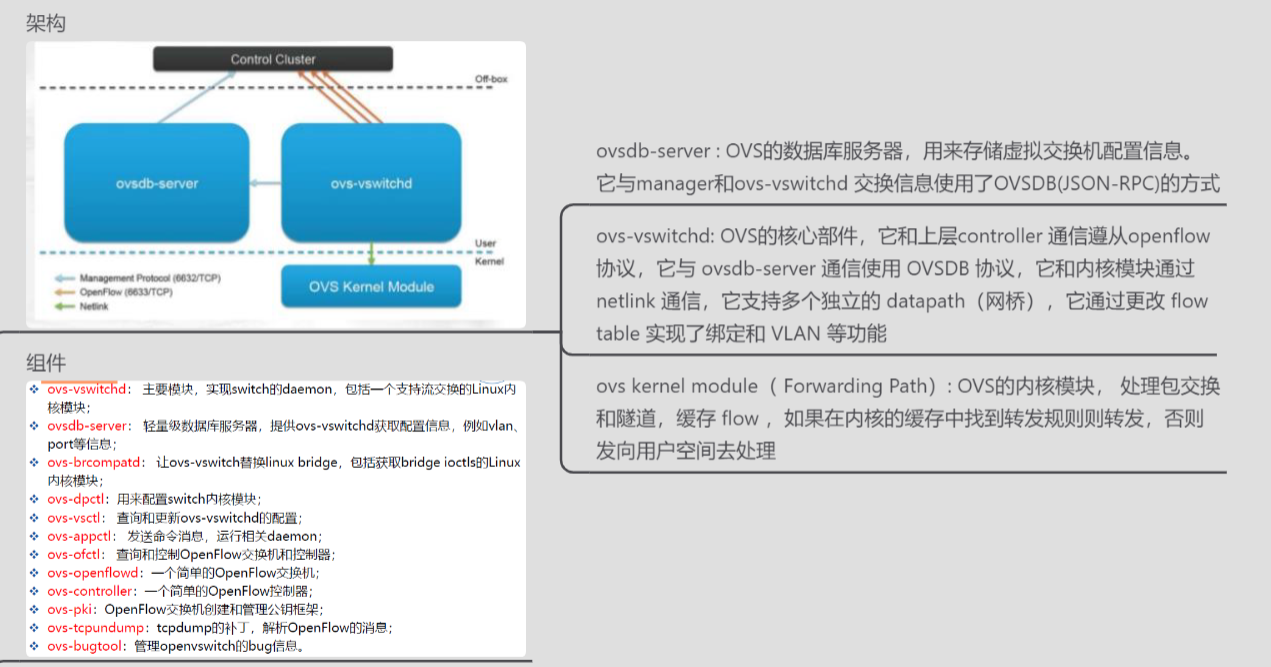 架构
Control Cluster
Off-box
ovsdb-server
ovs-vswitchd
User
Kernel
Management Protocol (6632/TCP)
OpenFlow (6633/TCP)
Netlink
OVS Kernel Module
组件
ovs-vswitchd：主要模块，实现switch的daemon，包括一个支持流交换的Linux内
核模块；
ovsdb-server：轻量级数据库服务器，提供ovs-vswitchd获取配置信息，例如vlan、
port等信息；
ovs-brcompatd：让ovs-vswitch替换linux bridge，包括获取bridge ioctls的Linux
内核模块；
ovs-dpctl：用来配置switch内核模块；
ovs-vsctl：查询和更新ovs-vswitchd的配置；
ovs-appctl：发送命令消息，运行相关daemon；
ovs-ofctl：查询和控制OpenFlow交换机和控制器；
ovs-openflowd：一个简单的OpenFlow交换机；
ovs-controller：一个简单的OpenFlow控制器；
ovs-pki：OpenFlow交换机创建和管理公钥框架；
ovs-tcpundump：tcpdump的补丁，解析OpenFlow的消息；
ovs-bugtool：管理openvswitch的bug信息。
ovsdb-server : OVS的数据库服务器，用来存储虚拟交换机配置信息。
它与manager和ovs-vswitchd 交换信息使用了OVSDB(JSON-RPC)的方式
ovs-vswitchd: OVS的核心部件，它和上层controller 通信遵从openflow
协议，它与 ovsdb-server 通信使用 OVSDB 协议，它和内核模块通过
netlink 通信，它支持多个独立的 datapath（网桥），它通过更改 flow
table 实现了绑定和 VLAN 等功能
ovs kernel module（ Forwarding Path）: OVS的内核模块， 处理包交换
和隧道，缓存 flow ，如果在内核的缓存中找到转发规则则转发，否则
发向用户空间去处理